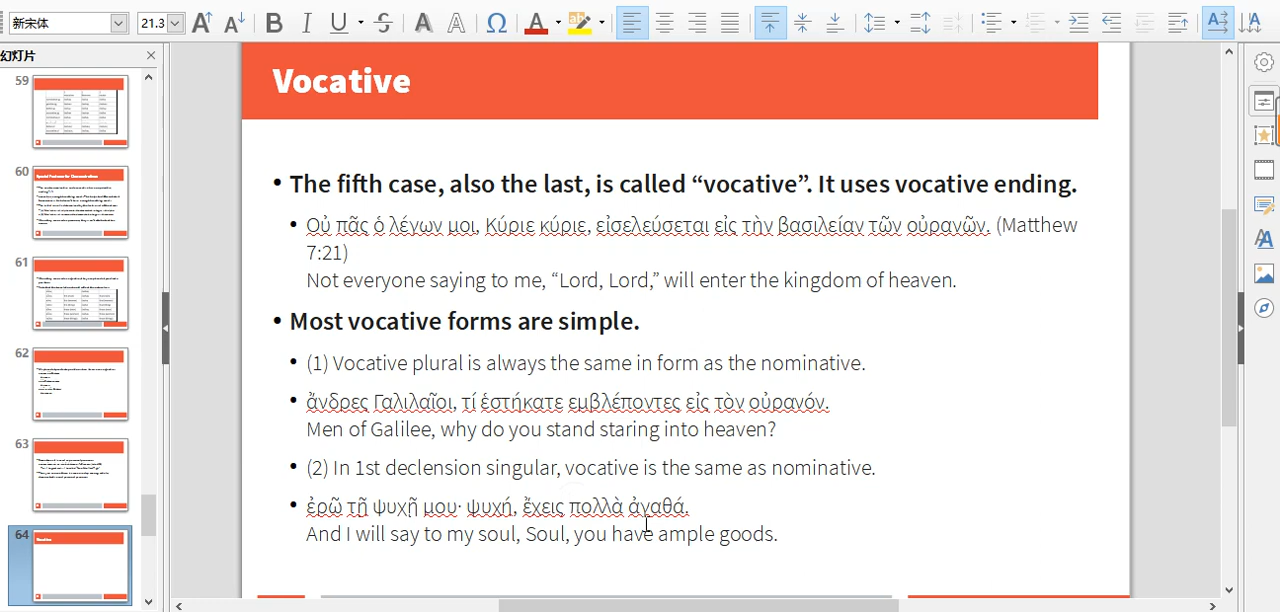 新宋体 21.3
幻灯片
59
60
61
62
63
64
Vocative
• The fifth case, also the last, is called “vocative”. It uses vocative ending.
• Οὐ πᾶς ὁ λέγων μοι, Κύριε κύριε, εἰσελεύσεται εἰς τὴν βασιλείαν τῶν οὐρανῶν. (Matthew
7:21)
Not everyone saying to me, “Lord, Lord,” will enter the kingdom of heaven.
• Most vocative forms are simple.
• (1) Vocative plural is always the same in form as the nominative.
• ἄνδρες Γαλιλαῖοι, τί ἑστήκατε εμβλέποντες εἰς τὸν οὐρανόν.
Men of Galilee, why do you stand staring into heaven?
• (2) In 1st declension singular, vocative is the same as nominative.
• ἐρῶ τῇ ψυχῇ μου· ψυχή, ἔχεις πολλὰ ἀγαθά.
And I will say to my soul, Soul, you have ample goods.